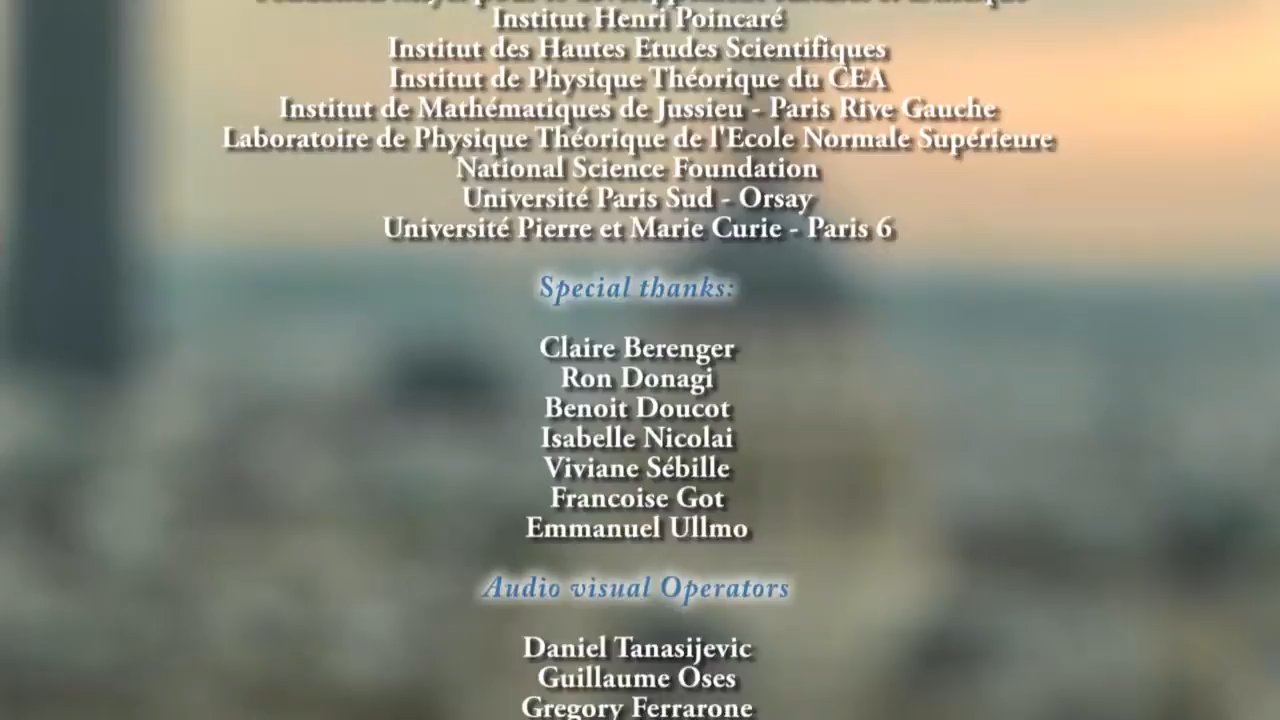 Institut Henri Poincaré
Institut des Hautes Etudes Scientifiques
Institut de Physique Théorique du CEA
Institut de Mathématiques de Jussieu - Paris Rive Gauche
Laboratoire de Physique Théorique de l'Ecole Normale Supérieure
National Science Foundation
Université Paris Sud - Orsay
Université Pierre et Marie Curie - Paris 6
Special thanks:
Claire Berenger
Ron Donagi
Benoit Doucot
Isabelle Nicolai
Viviane Sébille
Francoise Got
Emmanuel Ullmo
Audio visual Operators
Daniel Tanasijevic
Guillaume Oses
Gregory Ferrarone